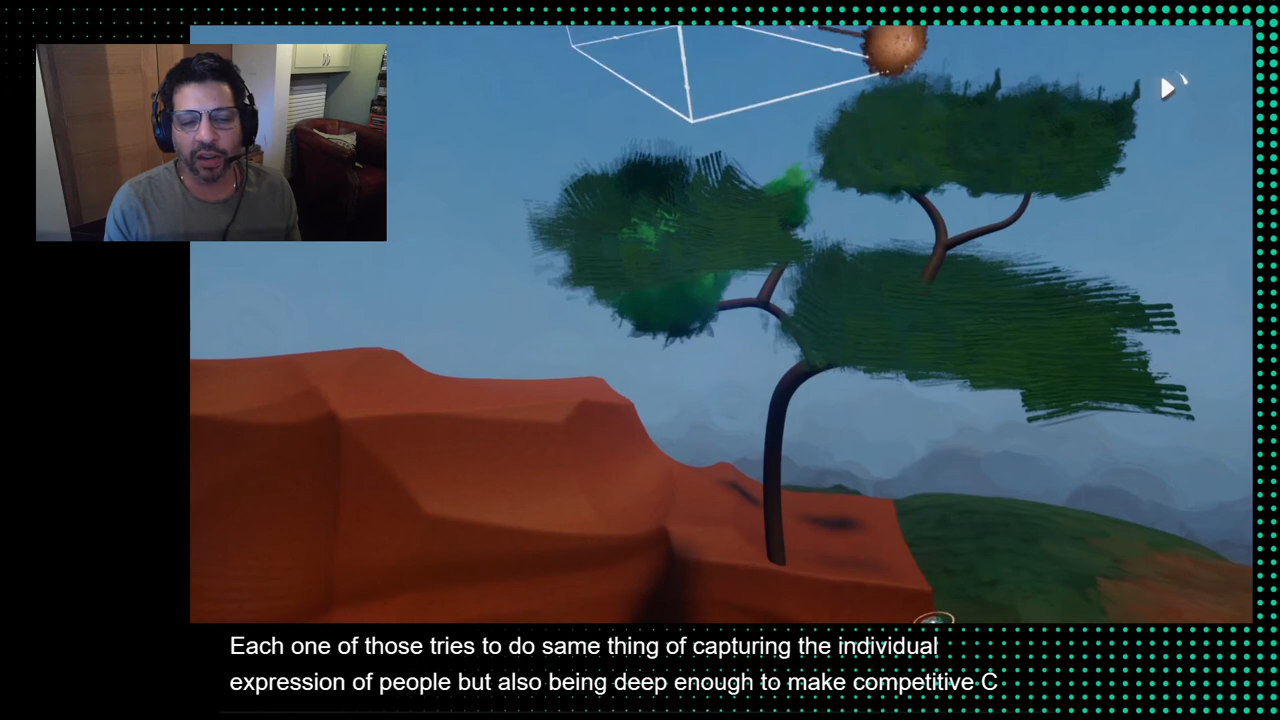 Each one of those tries to do same thing of capturing the individual
expression of people but also being deep enough to make competitive C